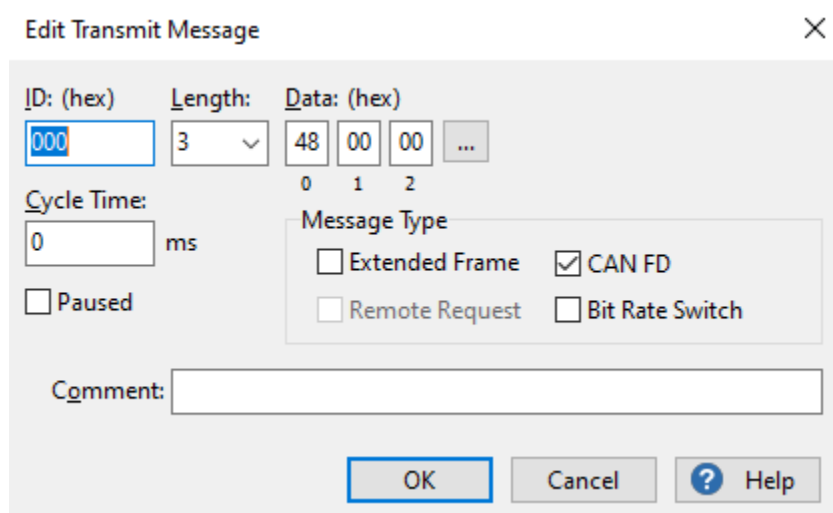 Edit Transmit Message
ID: (hex) Length: Data: (hex)
000 3 48 00 00 ...
0 1 2
Cycle Time:
0 ms
Message Type
Extended Frame CAN FD
Paused Remote Request Bit Rate Switch
Comment:
OK Cancel ? Help